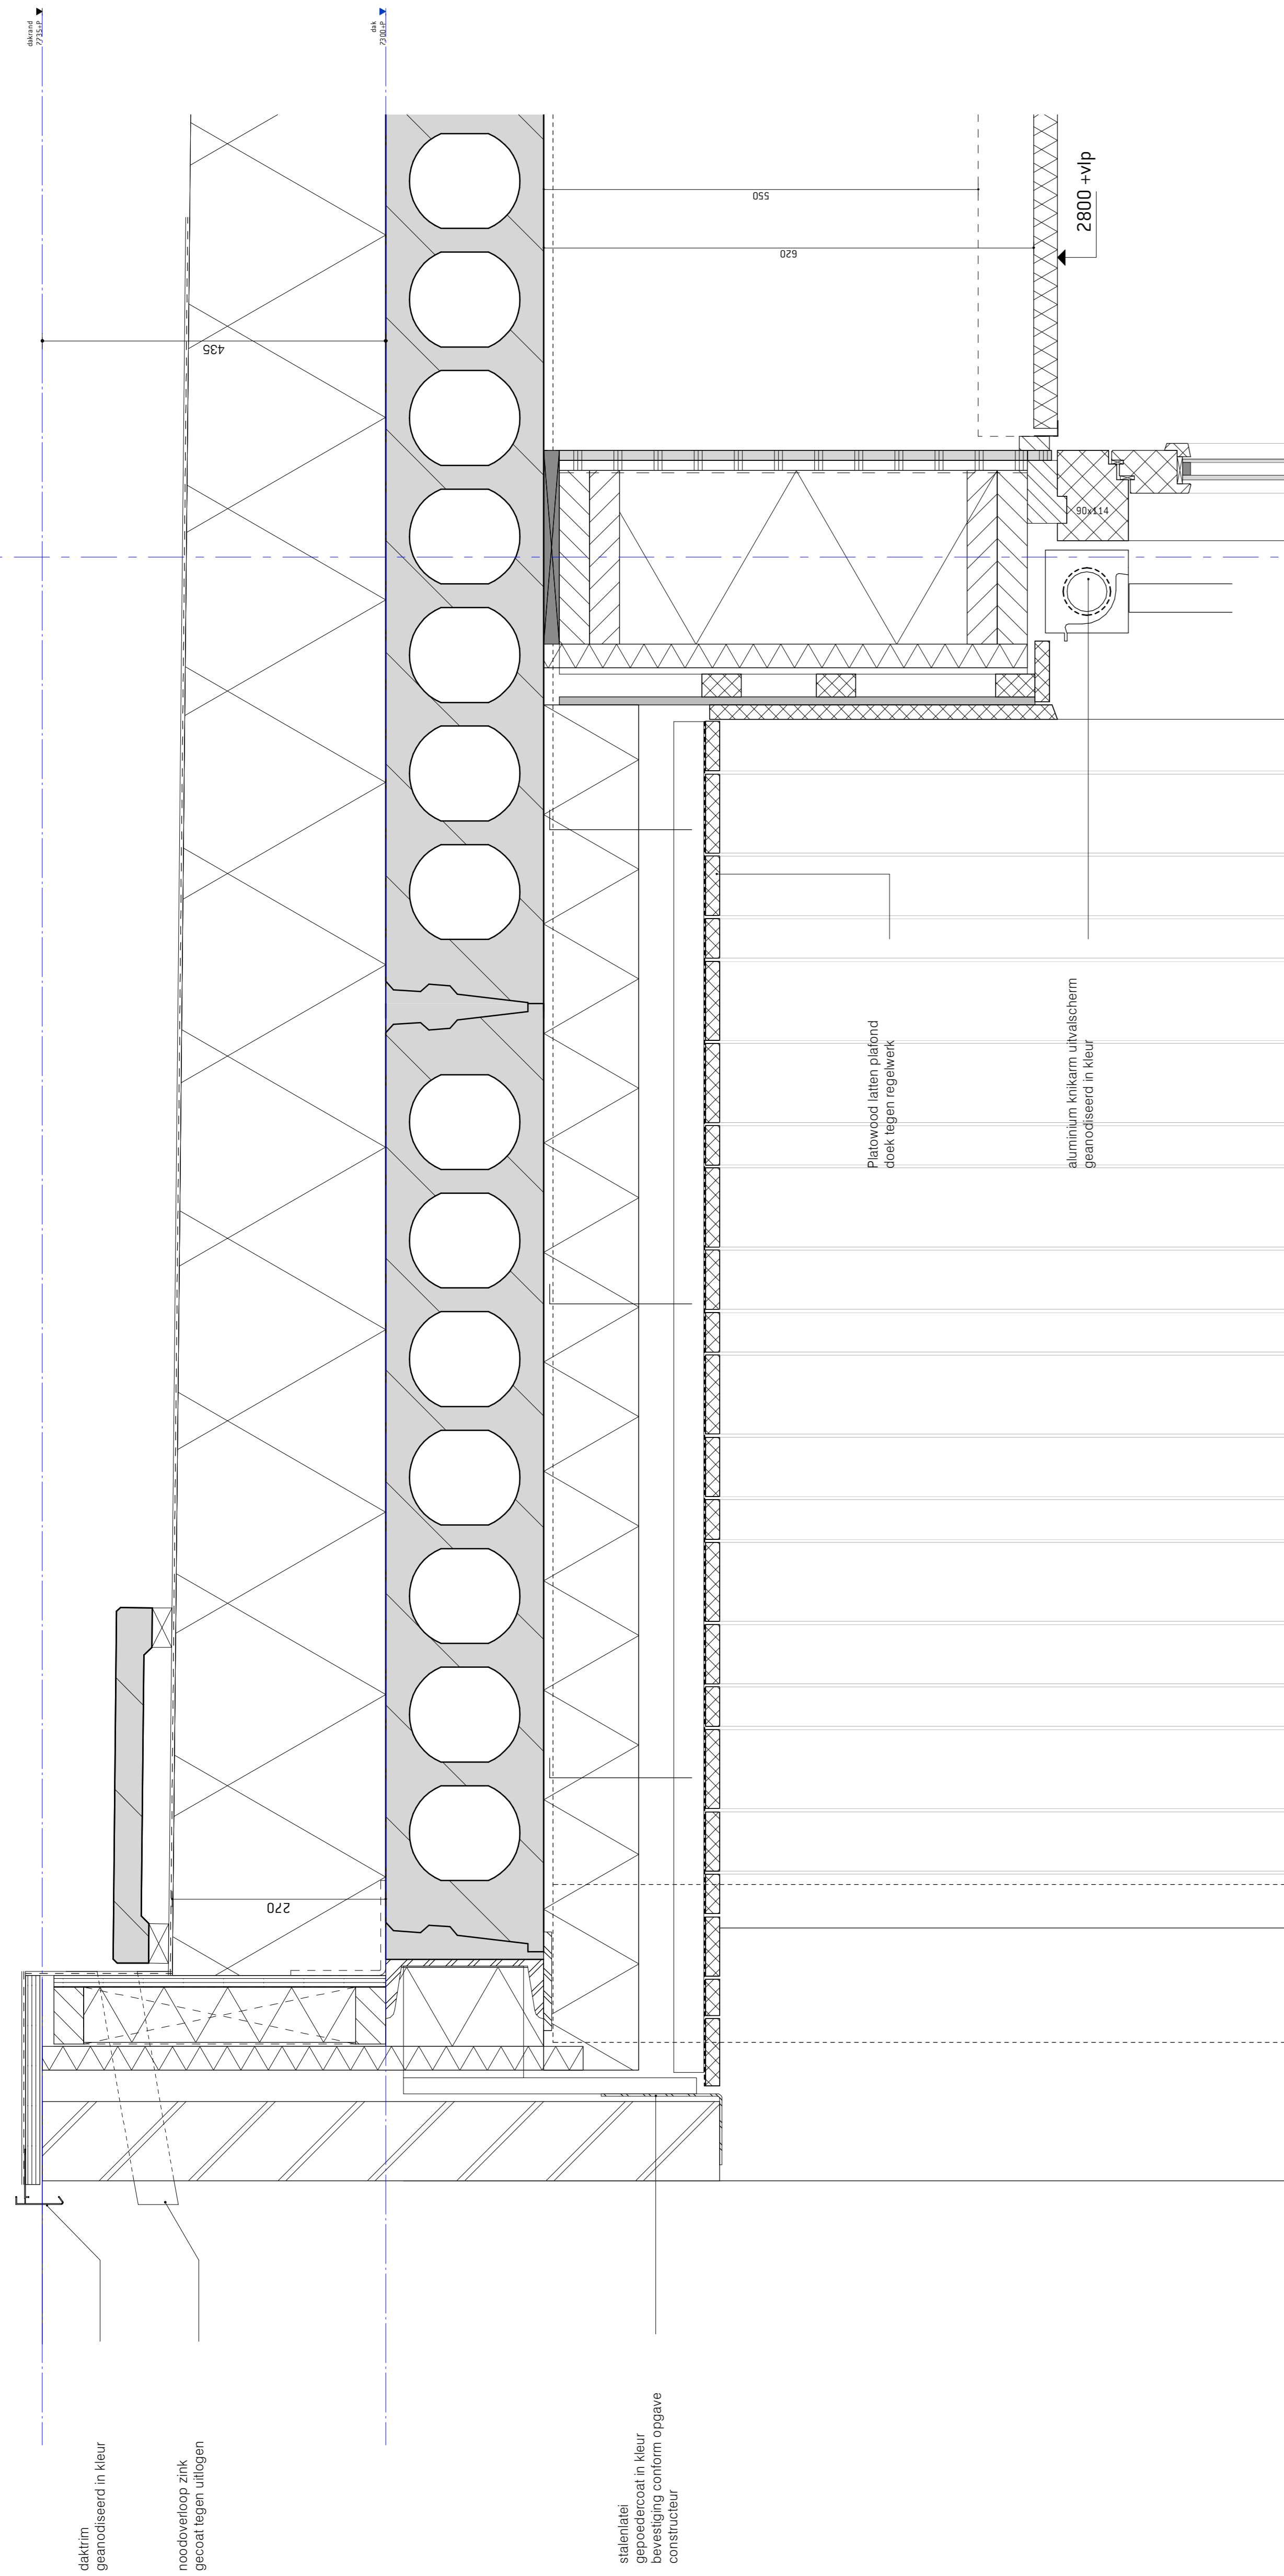 dakrand
7735+P
dak
7300+P
550
620
2800 +vlp
435
90x114
Platowood latten plafond
doek tegen regelwerk
aluminium knikarm uitvalscherm
geanodiseerd in kleur
270
daktrim
geanodiseerd in kleur
noodoverloop zink
gecoat tegen uitlogen
stalenlatei
gepoedercoat in kleur
bevestiging conform opgave
constructeur